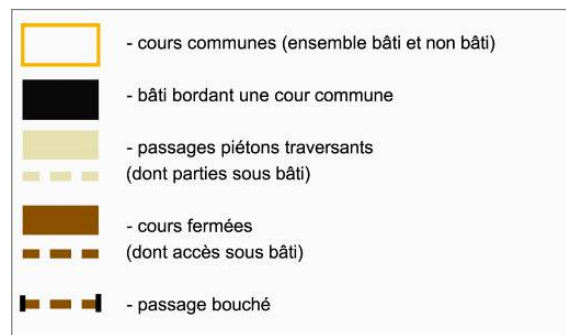 - cours communes (ensemble bâti et non bâti)
- bâti bordant une cour commune
- passages piétons traversants
(dont parties sous bâti)
- cours fermées
(dont accès sous bâti)
- passage bouché